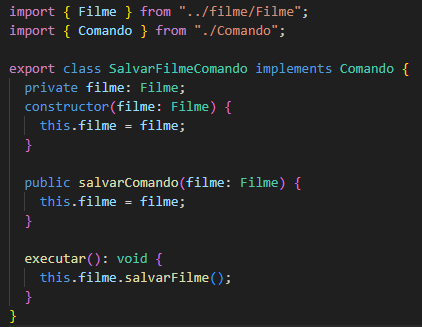 import { Filme } from "../filme/Filme";
import { Comando } from "./Comando";
export class SalvarFilmeComando implements Comando {
private filme: Filme;
constructor(filme: Filme) {
this.filme = filme;
}
public salvarComando(filme: Filme) {
this.filme = filme;
}
executar(): void {
this.filme.salvarFilme();
}
}